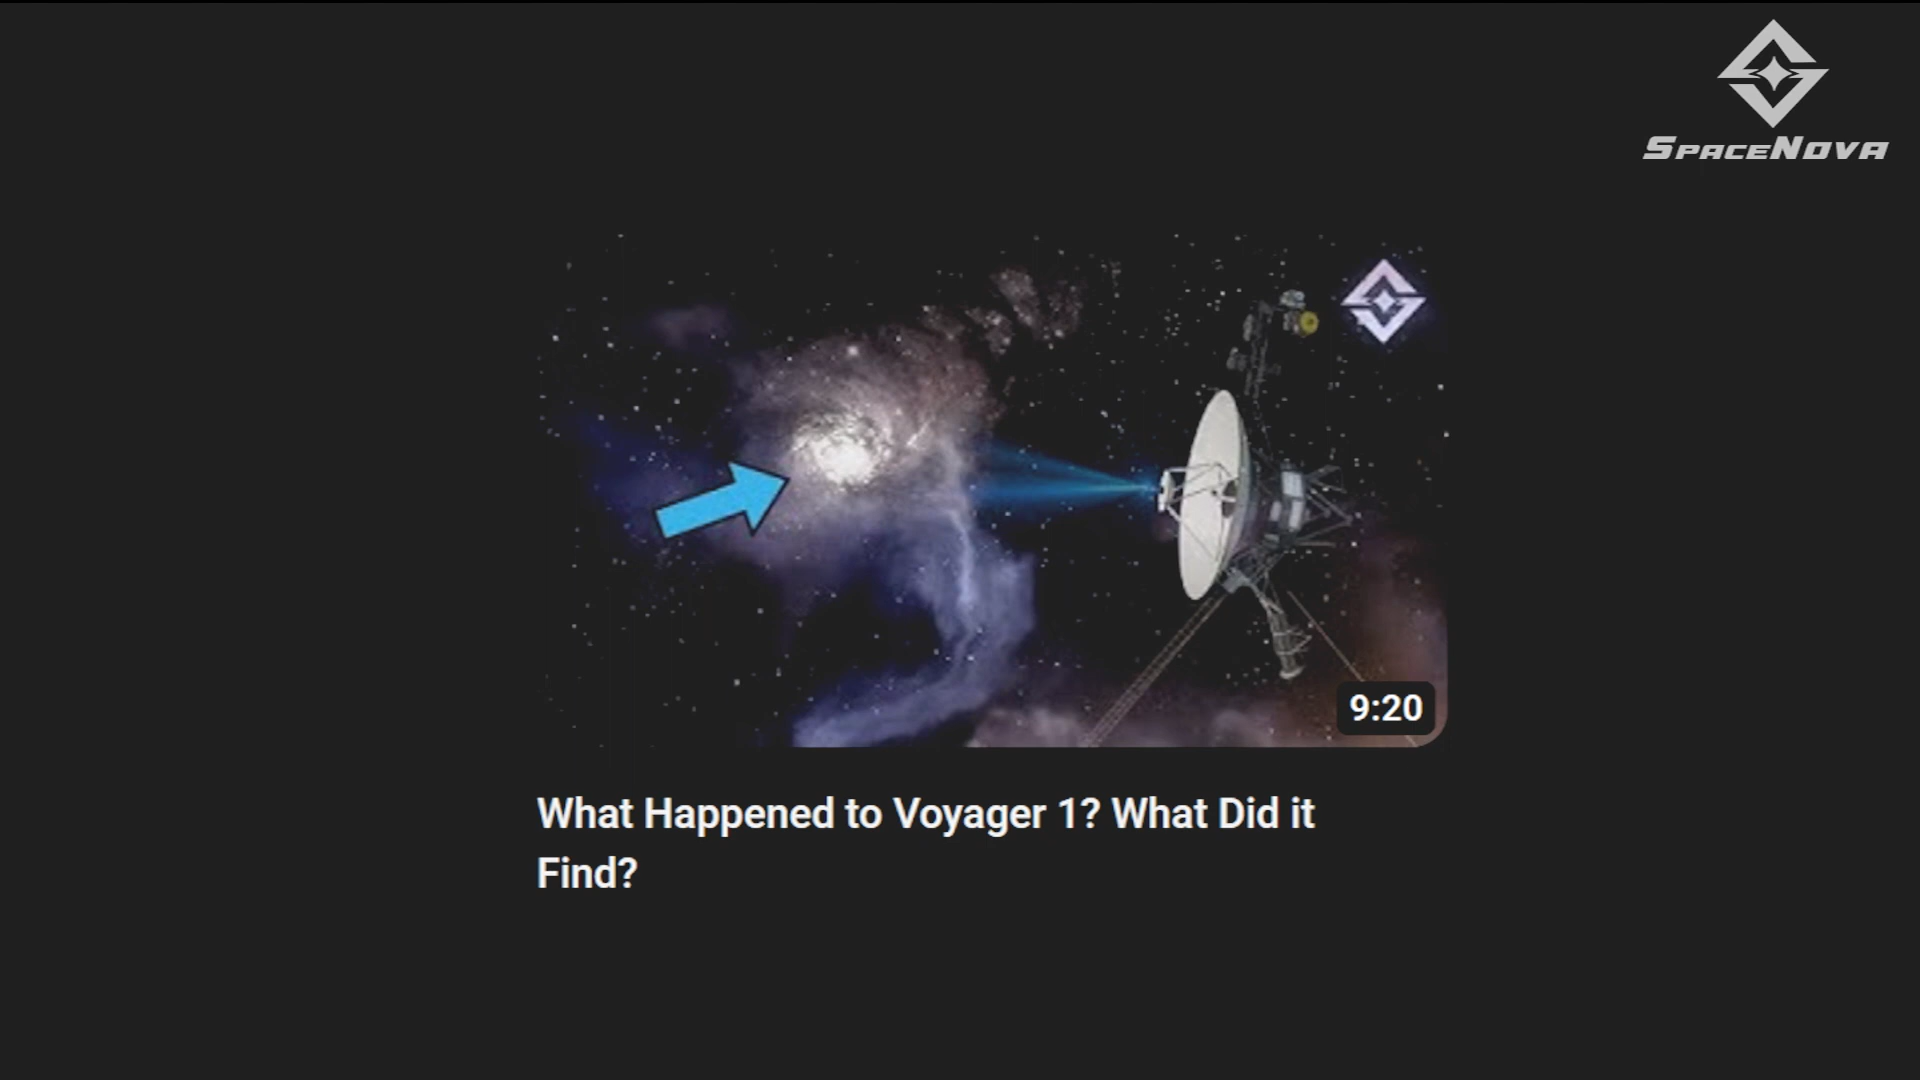 SPACENOVA
9:20
What Happened to Voyager 1? What Did it
Find?